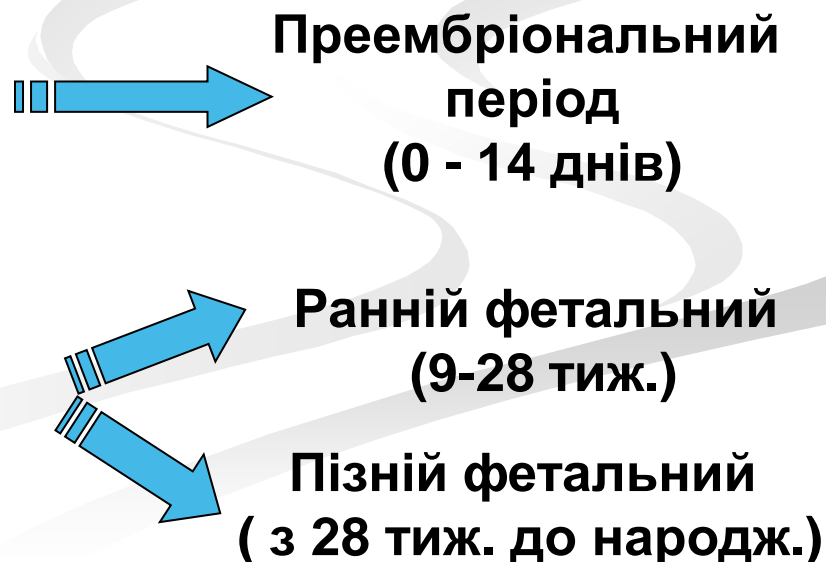 Преембріональний
період
(0 - 14 днів)
Ранній фетальний
(9-28 тиж.)
Пізній фетальний
( з 28 тиж. до народж.)